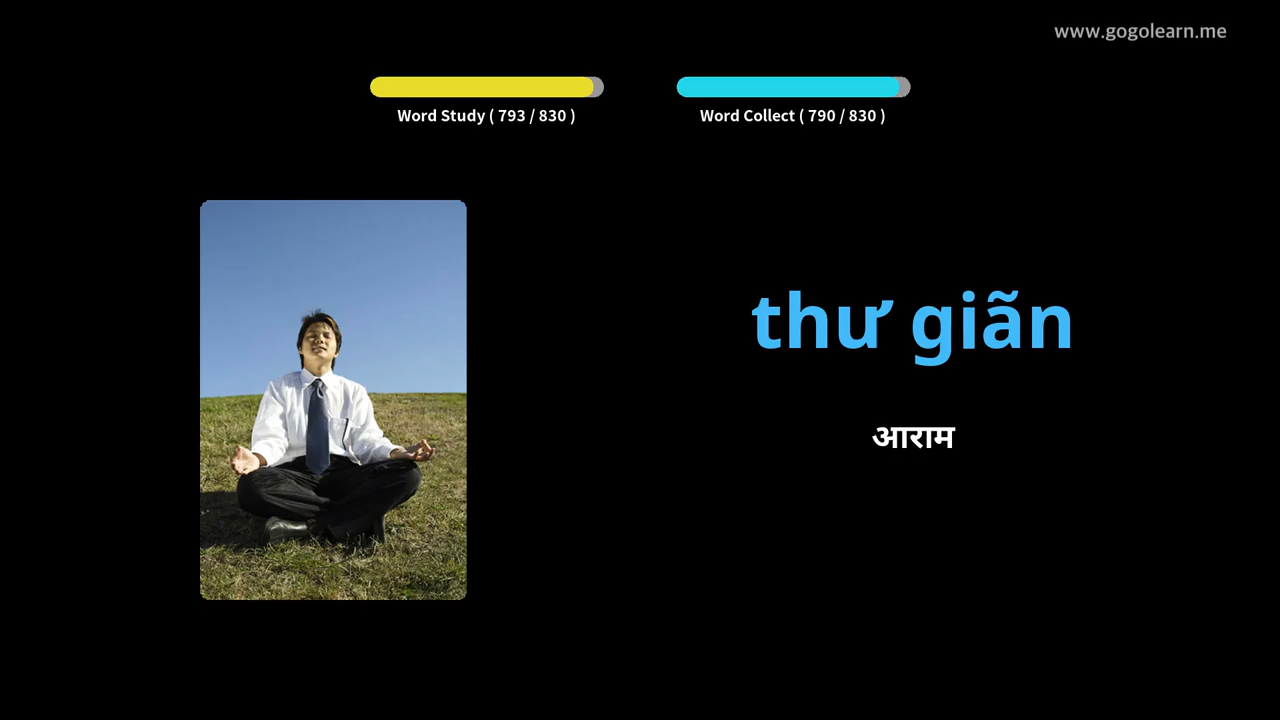 www.gogolearn.me
Word Study ( 793 / 830 )
Word Collect ( 790 / 830 )
thư giãn
आराम